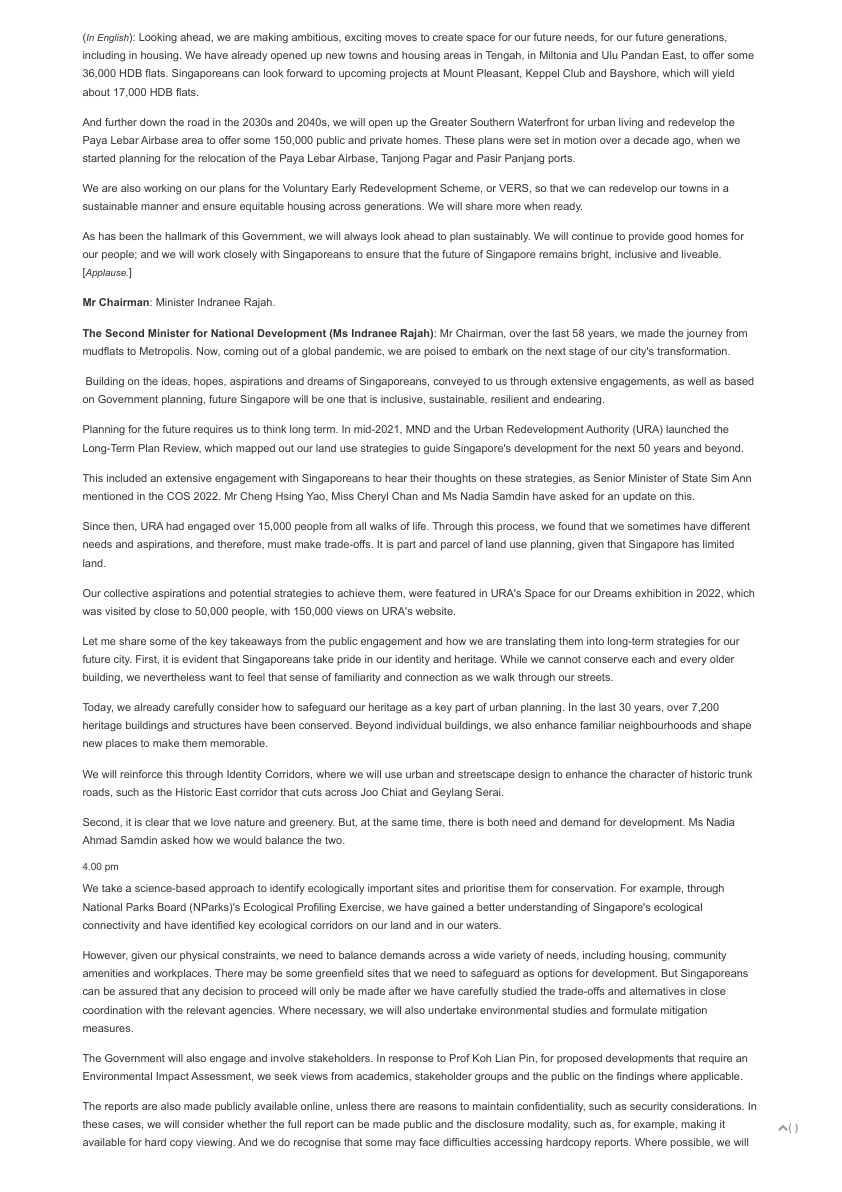 (In English): Looking ahead, we are making ambitious, exciting moves to create space for our future needs, for our future generations,
including in housing. We have already opened up new towns and housing areas in Tengah, in Miltonia and Ulu Pandan East, to offer some
36,000 HDB flats. Singaporeans can look forward to upcoming projects at Mount Pleasant, Keppel Club and Bayshore, which will yield
about 17,000 HDB flats.
And further down the road in the 2030s and 2040s, we will open up the Greater Southern Waterfront for urban living and redevelop the
Paya Lebar Airbase area to offer some 150,000 public and private homes. These plans were set in motion over a decade ago, when we
started planning for the relocation of the Paya Lebar Airbase, Tanjong Pagar and Pasir Panjang ports.
We are also working on our plans for the Voluntary Early Redevelopment Scheme, or VERS, so that we can redevelop our towns in a
sustainable manner and ensure equitable housing across generations. We will share more when ready.
As has been the hallmark of this Government, we will always look ahead to plan sustainably. We will continue to provide good homes for
our people; and we will work closely with Singaporeans to ensure that the future of Singapore remains bright, inclusive and liveable.
[Applause.]
Mr Chairman: Minister Indranee Rajah.
The Second Minister for National Development (Ms Indranee Rajah): Mr Chairman, over the last 58 years, we made the journey from
mudflats to Metropolis. Now, coming out of a global pandemic, we are poised to embark on the next stage of our city's transformation.
Building on the ideas, hopes, aspirations and dreams of Singaporeans, conveyed to us through extensive engagements, as well as based
on Government planning, future Singapore will be one that is inclusive, sustainable, resilient and endearing.
Planning for the future requires us to think long term. In mid-2021, MND and the Urban Redevelopment Authority (URA) launched the
Long-Term Plan Review, which mapped out our land use strategies to guide Singapore's development for the next 50 years and beyond.
This included an extensive engagement with Singaporeans to hear their thoughts on these strategies, as Senior Minister of State Sim Ann
mentioned in the COS 2022. Mr Cheng Hsing Yao, Miss Cheryl Chan and Ms Nadia Samdin have asked for an update on this.
Since then, URA had engaged over 15,000 people from all walks of life. Through this process, we found that we sometimes have different
needs and aspirations, and therefore, must make trade-offs. It is part and parcel of land use planning, given that Singapore has limited
land.
Our collective aspirations and potential strategies to achieve them, were featured in URA's Space for our Dreams exhibition in 2022, which
was visited by close to 50,000 people, with 150,000 views on URA's website.
Let me share some of the key takeaways from the public engagement and how we are translating them into long-term strategies for our
future city. First, it is evident that Singaporeans take pride in our identity and heritage. While we cannot conserve each and every older
building, we nevertheless want to feel that sense of familiarity and connection as we walk through our streets.
Today, we already carefully consider how to safeguard our heritage as a key part of urban planning. In the last 30 years, over 7,200
heritage buildings and structures have been conserved. Beyond individual buildings, we also enhance familiar neighbourhoods and shape
new places to make them memorable.
We will reinforce this through Identity Corridors, where we will use urban and streetscape design to enhance the character of historic trunk
roads, such as the Historic East corridor that cuts across Joo Chiat and Geylang Serai.
Second, it is clear that we love nature and greenery. But, at the same time, there is both need and demand for development. Ms Nadia
Ahmad Samdin asked how we would balance the two.
4.00 pm
We take a science-based approach to identify ecologically important sites and prioritise them for conservation. For example, through
National Parks Board (NParks)'s Ecological Profiling Exercise, we have gained a better understanding of Singapore's ecological
connectivity and have identified key ecological corridors on our land and in our waters.
However, given our physical constraints, we need to balance demands across a wide variety of needs, including housing, community
amenities and workplaces. There may be some greenfield sites that we need to safeguard as options for development. But Singaporeans
can be assured that any decision to proceed will only be made after we have carefully studied the trade-offs and alternatives in close
coordination with the relevant agencies. Where necessary, we will also undertake environmental studies and formulate mitigation
measures.
The Government will also engage and involve stakeholders. In response to Prof Koh Lian Pin, for proposed developments that require an
Environmental Impact Assessment, we seek views from academics, stakeholder groups and the public on the findings where applicable.
The reports are also made publicly available online, unless there are reasons to maintain confidentiality, such as security considerations. In
these cases, we will consider whether the full report can be made public and the disclosure modality, such as, for example, making it
available for hard copy viewing. And we do recognise that some may face difficulties accessing hardcopy reports. Where possible, we will
( )